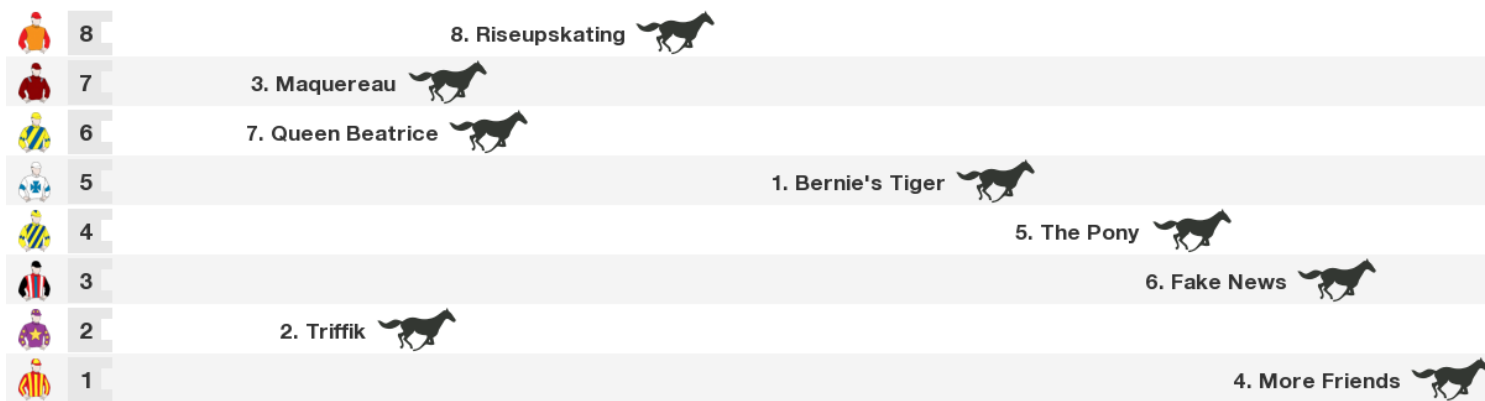 8 8. Riseupskating
7 3. Maquereau
6 7. Queen Beatrice
5 1. Bernie's Tiger
4 5. The Pony
3 6. Fake News
2 2. Triffik
1 4. More Friends